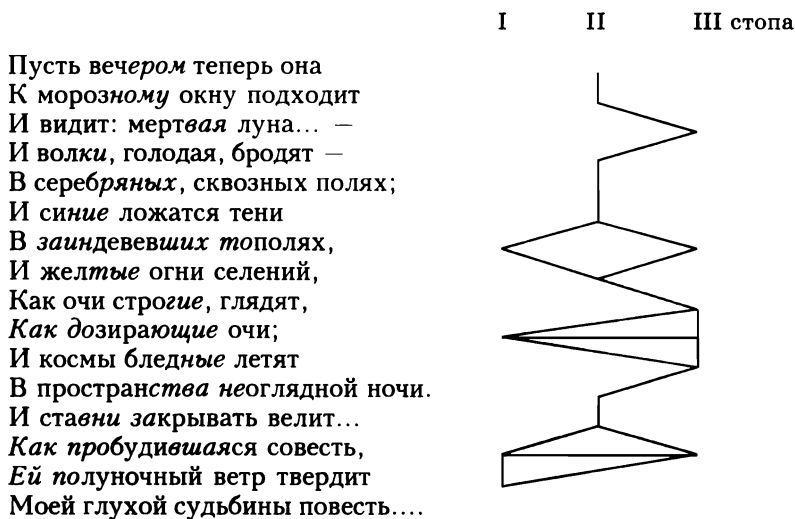 I II III стопа
Пусть вечером теперь она
К морозному окну подходит
И видит: мертвая луна... —
И волки, голодая, бродят —
В серебряных, сквозных полях;
И синие ложатся тени
В заиндевевших тополях,
И желтые огни селений,
Как очи строгие, глядят,
Как дозирающие очи;
И космы бледные летят
В пространства неоглядной ночи.
И ставни закрывать велит...
Как пробудившаяся совесть,
Ей полуночный ветр твердит
Моей глухой судьбины повесть....